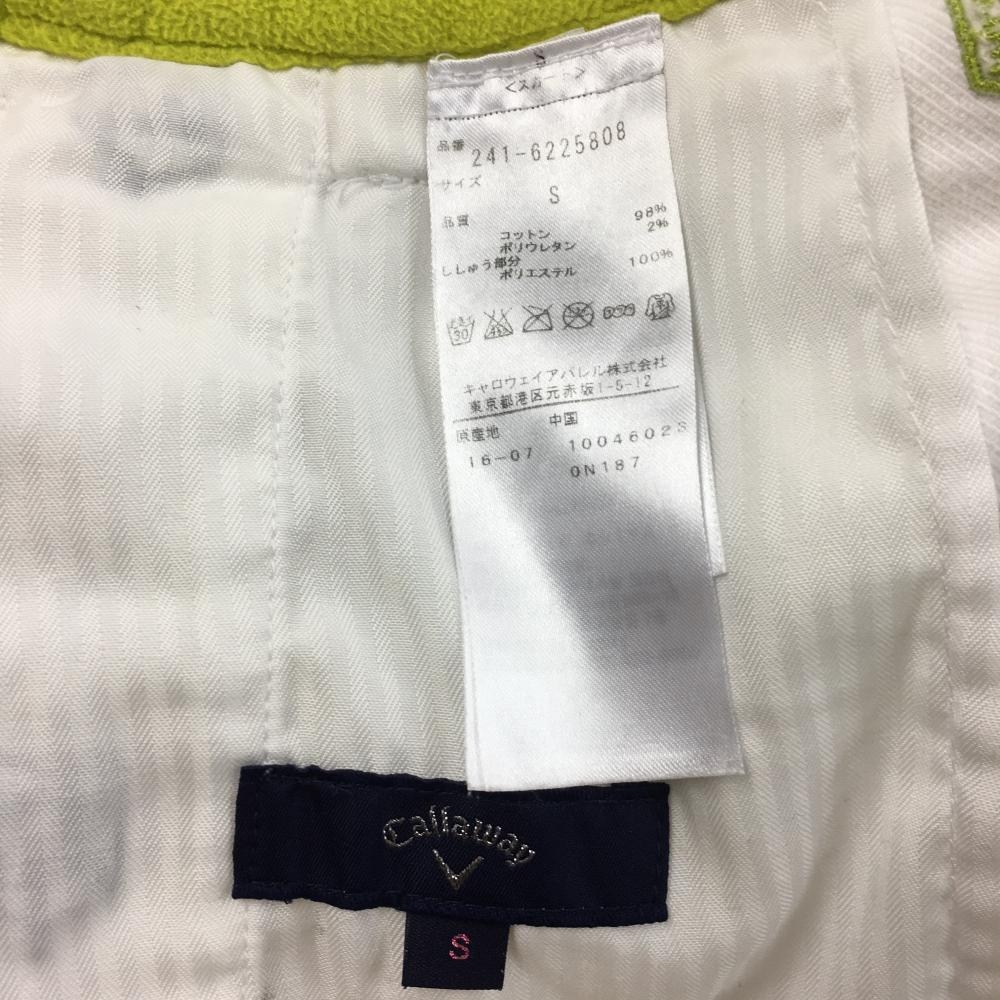 S
<スカート>
品番 241-6225808
サイズ
S
品質
コットン 98%
ポリウレタン 2%
ししゅう部分
ポリエステル 100%
30
キャロウェイアパレル株式会社
東京都港区元赤坂1-5-12
原産地 中国
16-07 10046023
0N187
Callaway
S